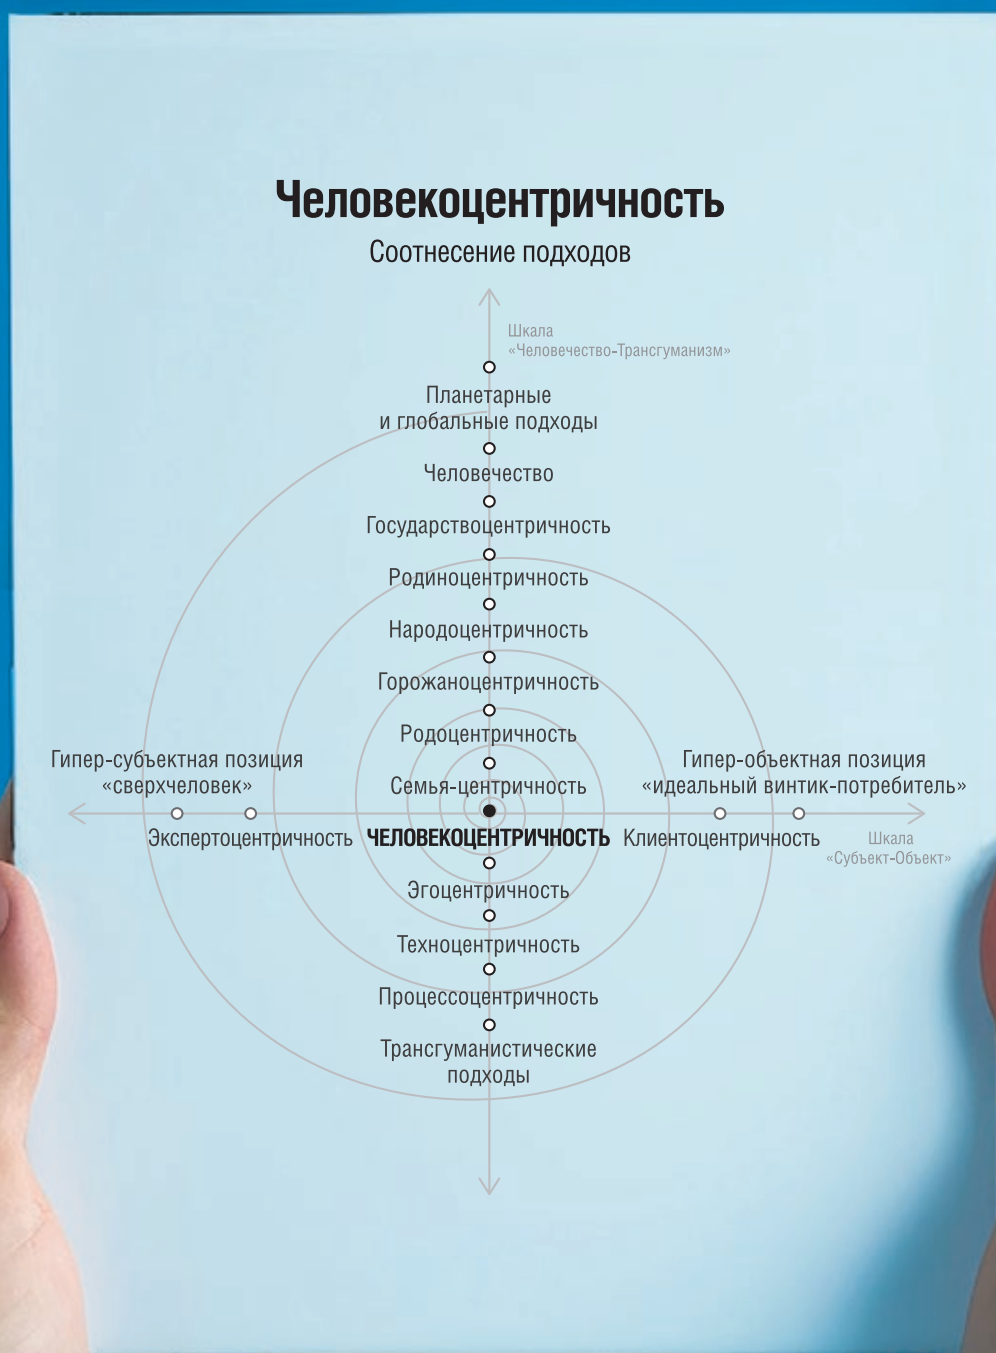 Человекоцентричность
Соотнесение подходов
Шкала
«Человечество-Трансгуманизм»
Планетарные
и глобальные подходы
Человечество
Государствоцентричность
Родиноцентричность
Народоцентричность
Горожаноцентричность
Родоцентричность
Семья-центричность
Гипер-субъектная позиция
«сверхчеловек»
Гипер-объектная позиция
«идеальный винтик-потребитель»
Экспертоцентричность
ЧЕЛОВЕКОЦЕНТРИЧНОСТЬ
Клиентоцентричность
Шкала
«Субъект-Объект»
Эгоцентричность
Техноцентричность
Процессоцентричность
Трансгуманистические
подходы